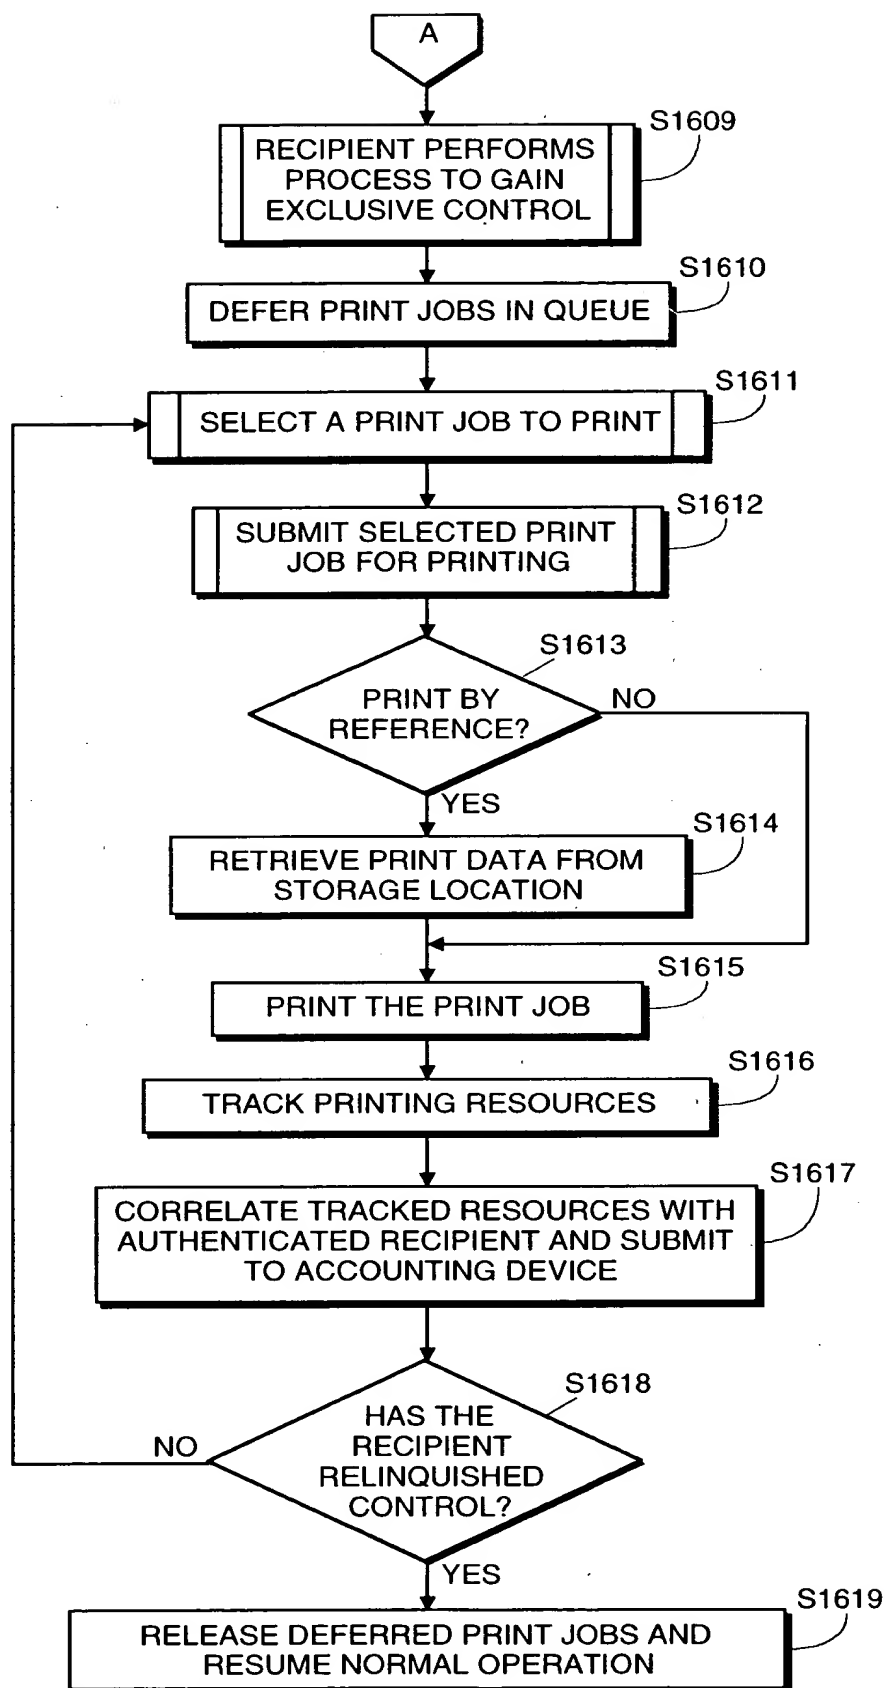 A
S1609
RECIPIENT PERFORMS
PROCESS TO GAIN
EXCLUSIVE CONTROL
S1610
DEFER PRINT JOBS IN QUEUE
S1611
SELECT A PRINT JOB TO PRINT
S1612
SUBMIT SELECTED PRINT
JOB FOR PRINTING
S1613
PRINT BY
REFERENCE?
NO
YES
S1614
RETRIEVE PRINT DATA FROM
STORAGE LOCATION
S1615
PRINT THE PRINT JOB
S1616
TRACK PRINTING RESOURCES
S1617
CORRELATE TRACKED RESOURCES WITH
AUTHENTICATED RECIPIENT AND SUBMIT
TO ACCOUNTING DEVICE
S1618
HAS THE
RECIPIENT
RELINQUISHED
CONTROL?
NO
YES
S1619
RELEASE DEFERRED PRINT JOBS AND
RESUME NORMAL OPERATION